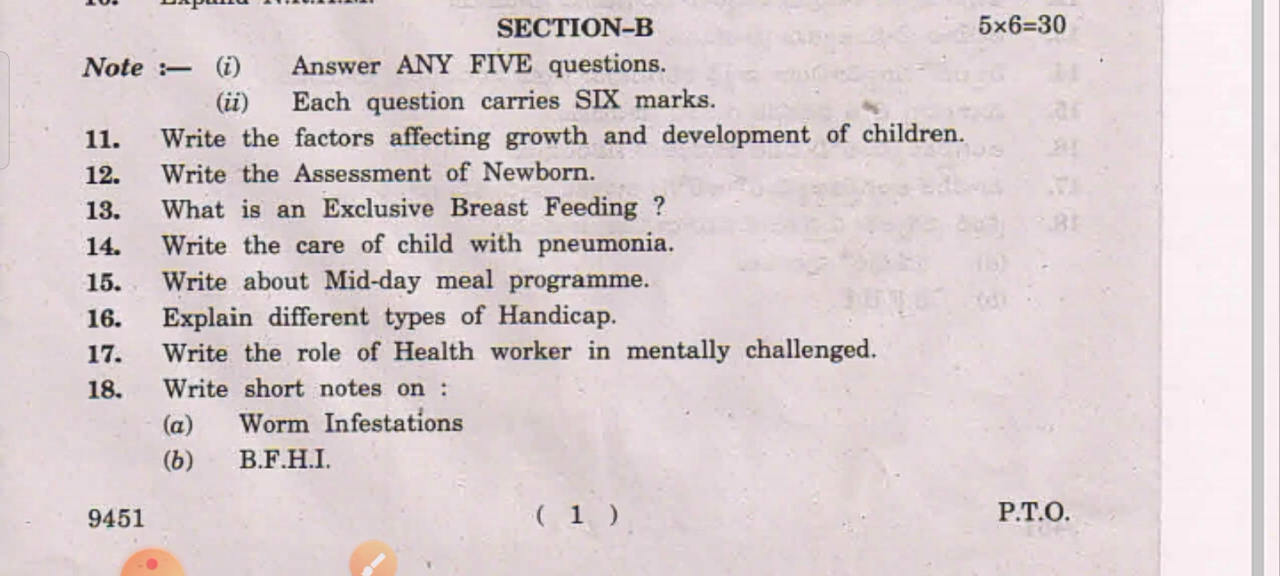 SECTION–B 5×6=30
Note :— (i) Answer ANY FIVE questions.
(ii) Each question carries SIX marks.
11. Write the factors affecting growth and development of children.
12. Write the Assessment of Newborn.
13. What is an Exclusive Breast Feeding ?
14. Write the care of child with pneumonia.
15. Write about Mid-day meal programme.
16. Explain different types of Handicap.
17. Write the role of Health worker in mentally challenged.
18. Write short notes on :
(a) Worm Infestations
(b) B.F.H.I.
9451 ( 1 ) P.T.O.